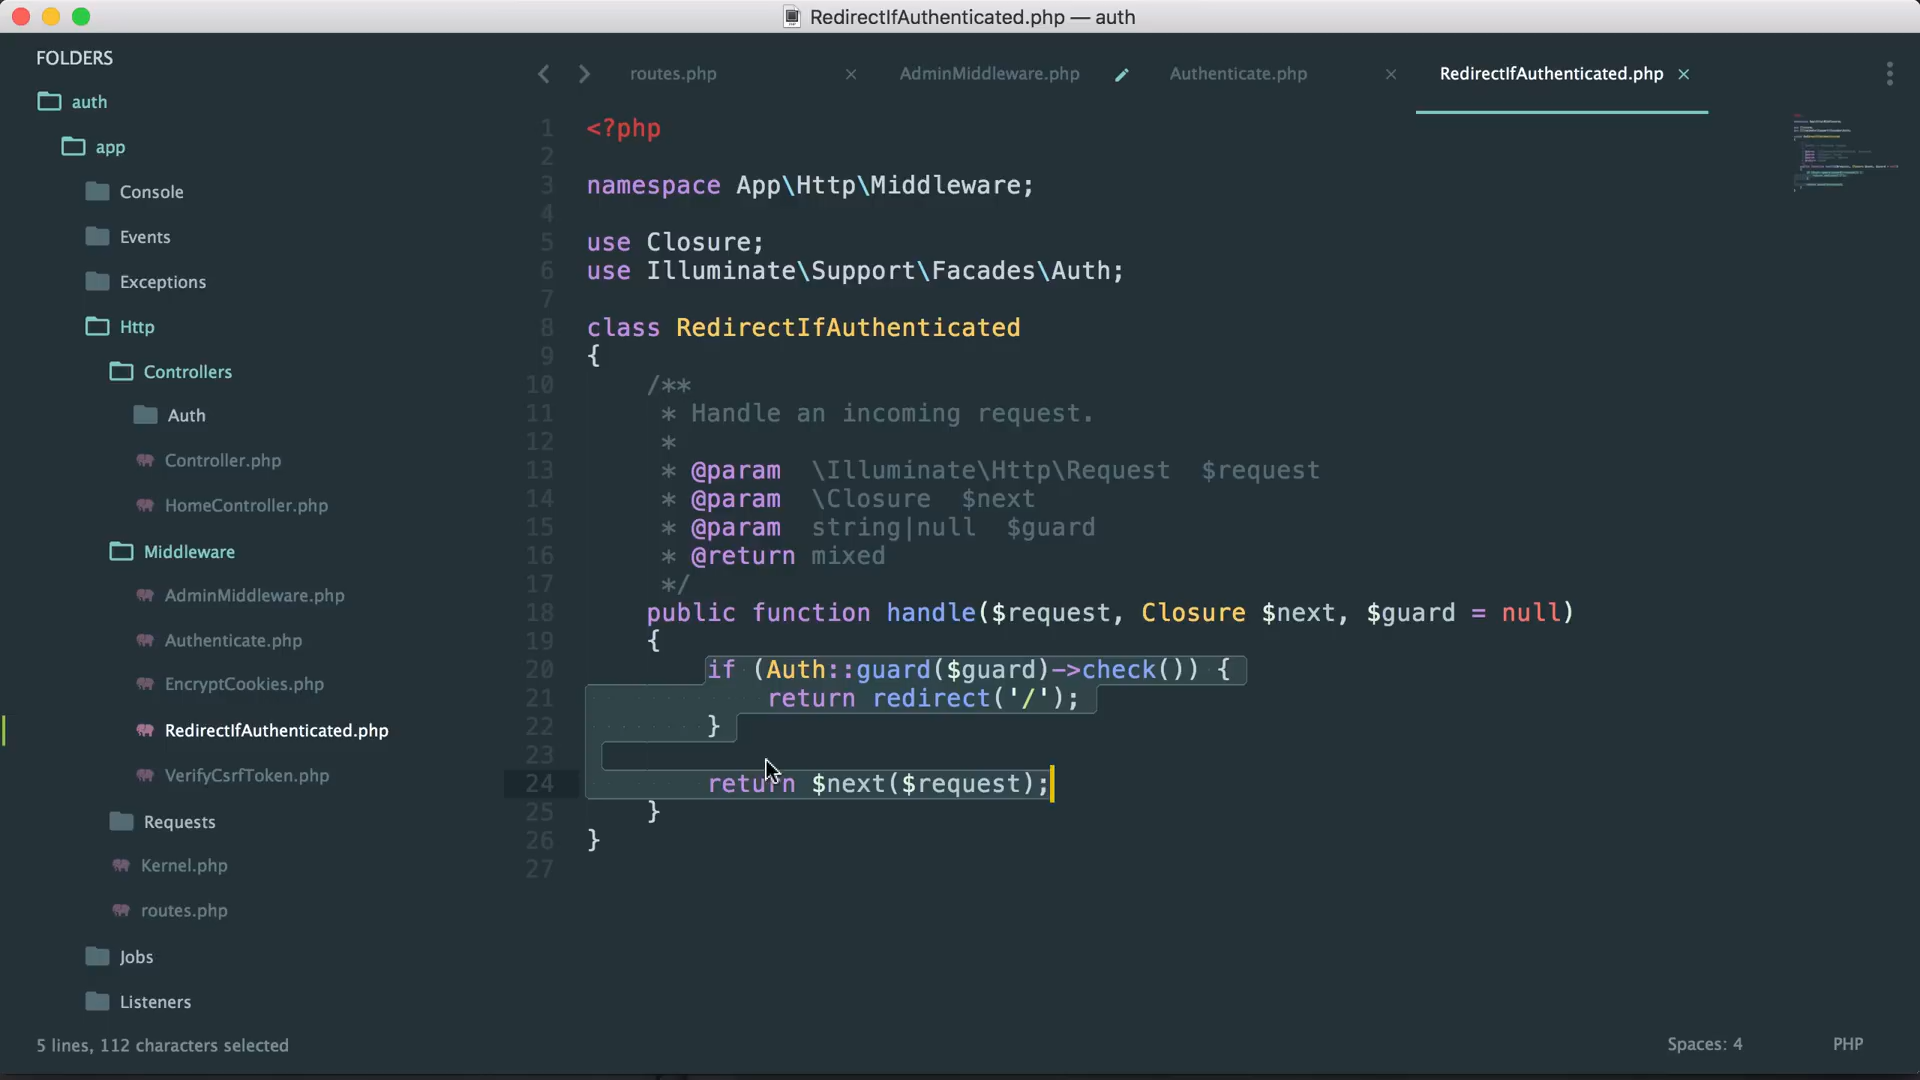 RedirectIfAuthenticated.php — auth
FOLDERS
auth
app
Console
Events
Exceptions
Http
Controllers
Auth
Controller.php
HomeController.php
Middleware
AdminMiddleware.php
Authenticate.php
EncryptCookies.php
RedirectIfAuthenticated.php
VerifyCsrfToken.php
Requests
Kernel.php
routes.php
Jobs
Listeners
routes.php
AdminMiddleware.php
Authenticate.php
RedirectIfAuthenticated.php
1 <?php
2
3 namespace App\Http\Middleware;
4
5 use Closure;
6 use Illuminate\Support\Facades\Auth;
7
8 class RedirectIfAuthenticated
9 {
10 /**
11 * Handle an incoming request.
12 *
13 * @param \Illuminate\Http\Request $request
14 * @param \Closure $next
15 * @param string|null $guard
16 * @return mixed
17 */
18 public function handle($request, Closure $next, $guard = null)
19 {
20 if (Auth::guard($guard)->check()) {
21 return redirect('/');
22 }
23
24 return $next($request);
25 }
26 }
27
5 lines, 112 characters selected
Spaces: 4
PHP